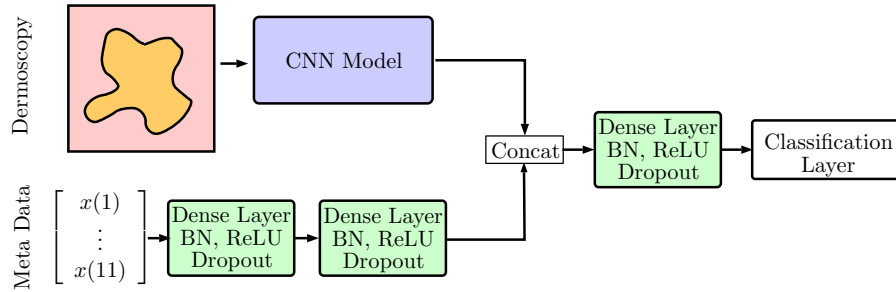 Dermoscopy
CNN Model
Concat
Dense Layer
BN, ReLU
Dropout
Classification
Layer
Meta Data
x(1)
⋮
x(11)
Dense Layer
BN, ReLU
Dropout
Dense Layer
BN, ReLU
Dropout